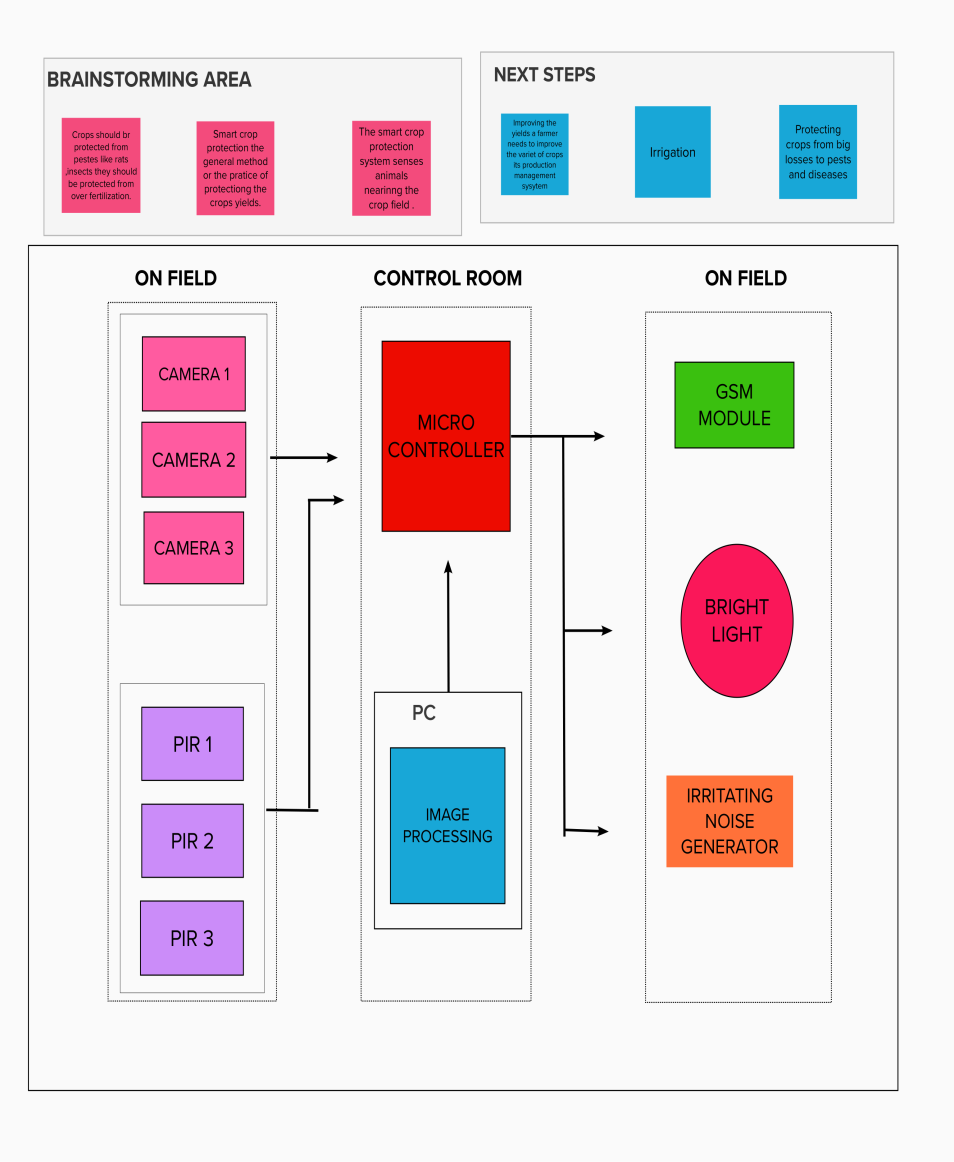 BRAINSTORMING AREA
Crops should br
protected from
pestes like rats
,insects they should
be protected from
over fertilization.
Smart crop
protection the
general method
or the pratice of
protectiong the
crops yields.
The smart crop
protection
system senses
animals
nearinng the
crop field .
NEXT STEPS
Improving the
yields a farmer
needs to improve
the variet of crops
its production
management
sysytem
Irrigation
Protecting
crops from big
losses to pests
and diseases
ON FIELD
CAMERA 1
CAMERA 2
CAMERA 3
PIR 1
PIR 2
PIR 3
CONTROL ROOM
MICRO
CONTROLLER
PC
IMAGE
PROCESSING
ON FIELD
GSM
MODULE
BRIGHT
LIGHT
IRRITATING
NOISE
GENERATOR